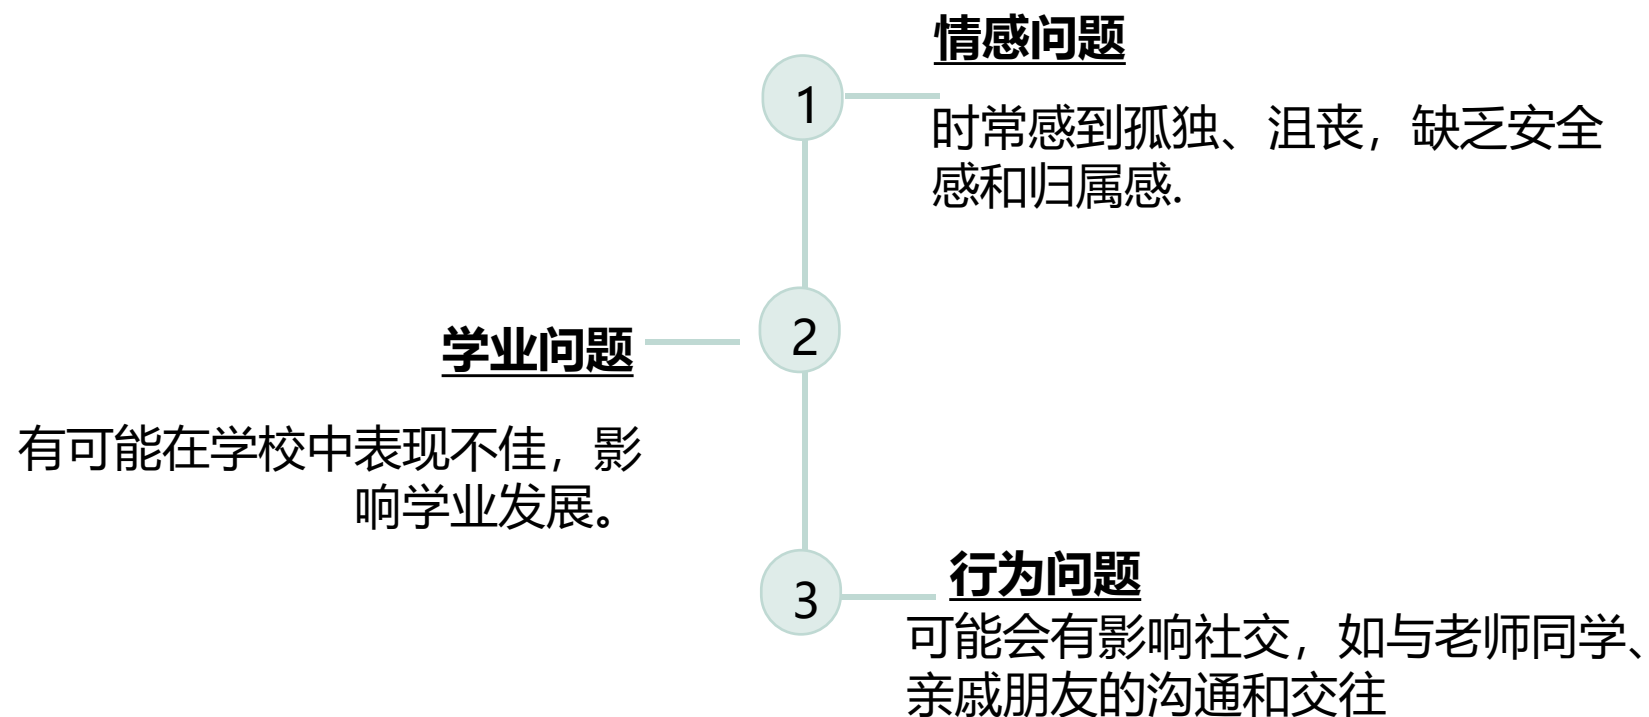 情感问题
1
时常感到孤独、沮丧，缺乏安全
感和归属感.
2
学业问题
有可能在学校中表现不佳，影
响学业发展。
3
行为问题
可能会有影响社交，如与老师同学、
亲戚朋友的沟通和交往